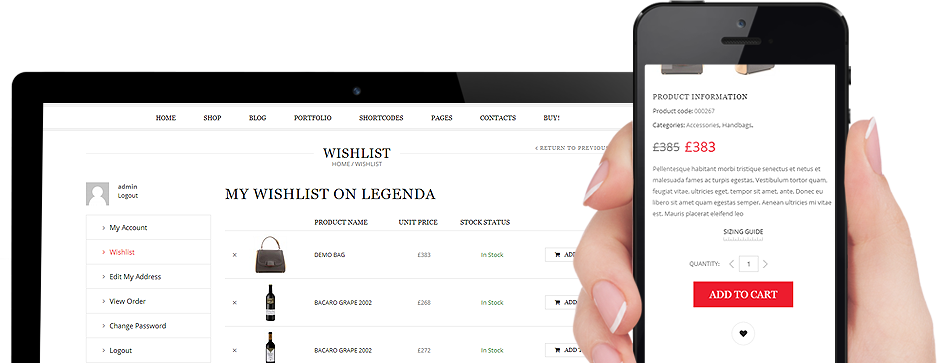 HOME SHOP BLOG PORTFOLIO SHORTCODES PAGES CONTACTS BUY!
WISHLIST
HOME / WISHLIST
< RETURN TO PREVIOUS
admin
Logout
> My Account
> Wishlist
> Edit My Address
> View Order
> Change Password
> Logout
MY WISHLIST ON LEGENDA
PRODUCT NAME UNIT PRICE STOCK STATUS
× DEMO BAG £383 In Stock ADD
× BACARO GRAPE 2002 £268 In Stock ADD T
× BACARO GRAPE 2002 £272 In Stock ADD T
PRODUCT INFORMATION
Product code: 000267
Categories: Accessories, Handbags.
£385 £383
Pellentesque habitant morbi tristique senectus et netus et
malesuada fames ac turpis egestas. Vestibulum tortor quam,
feugiat vitae, ultricies eget, tempor sit amet, ante. Donec eu
libero sit amet quam egestas semper. Aenean ultricies mi vitae
est. Mauris placerat eleifend leo
SIZING GUIDE
QUANTITY: < 1 >
ADD TO CART